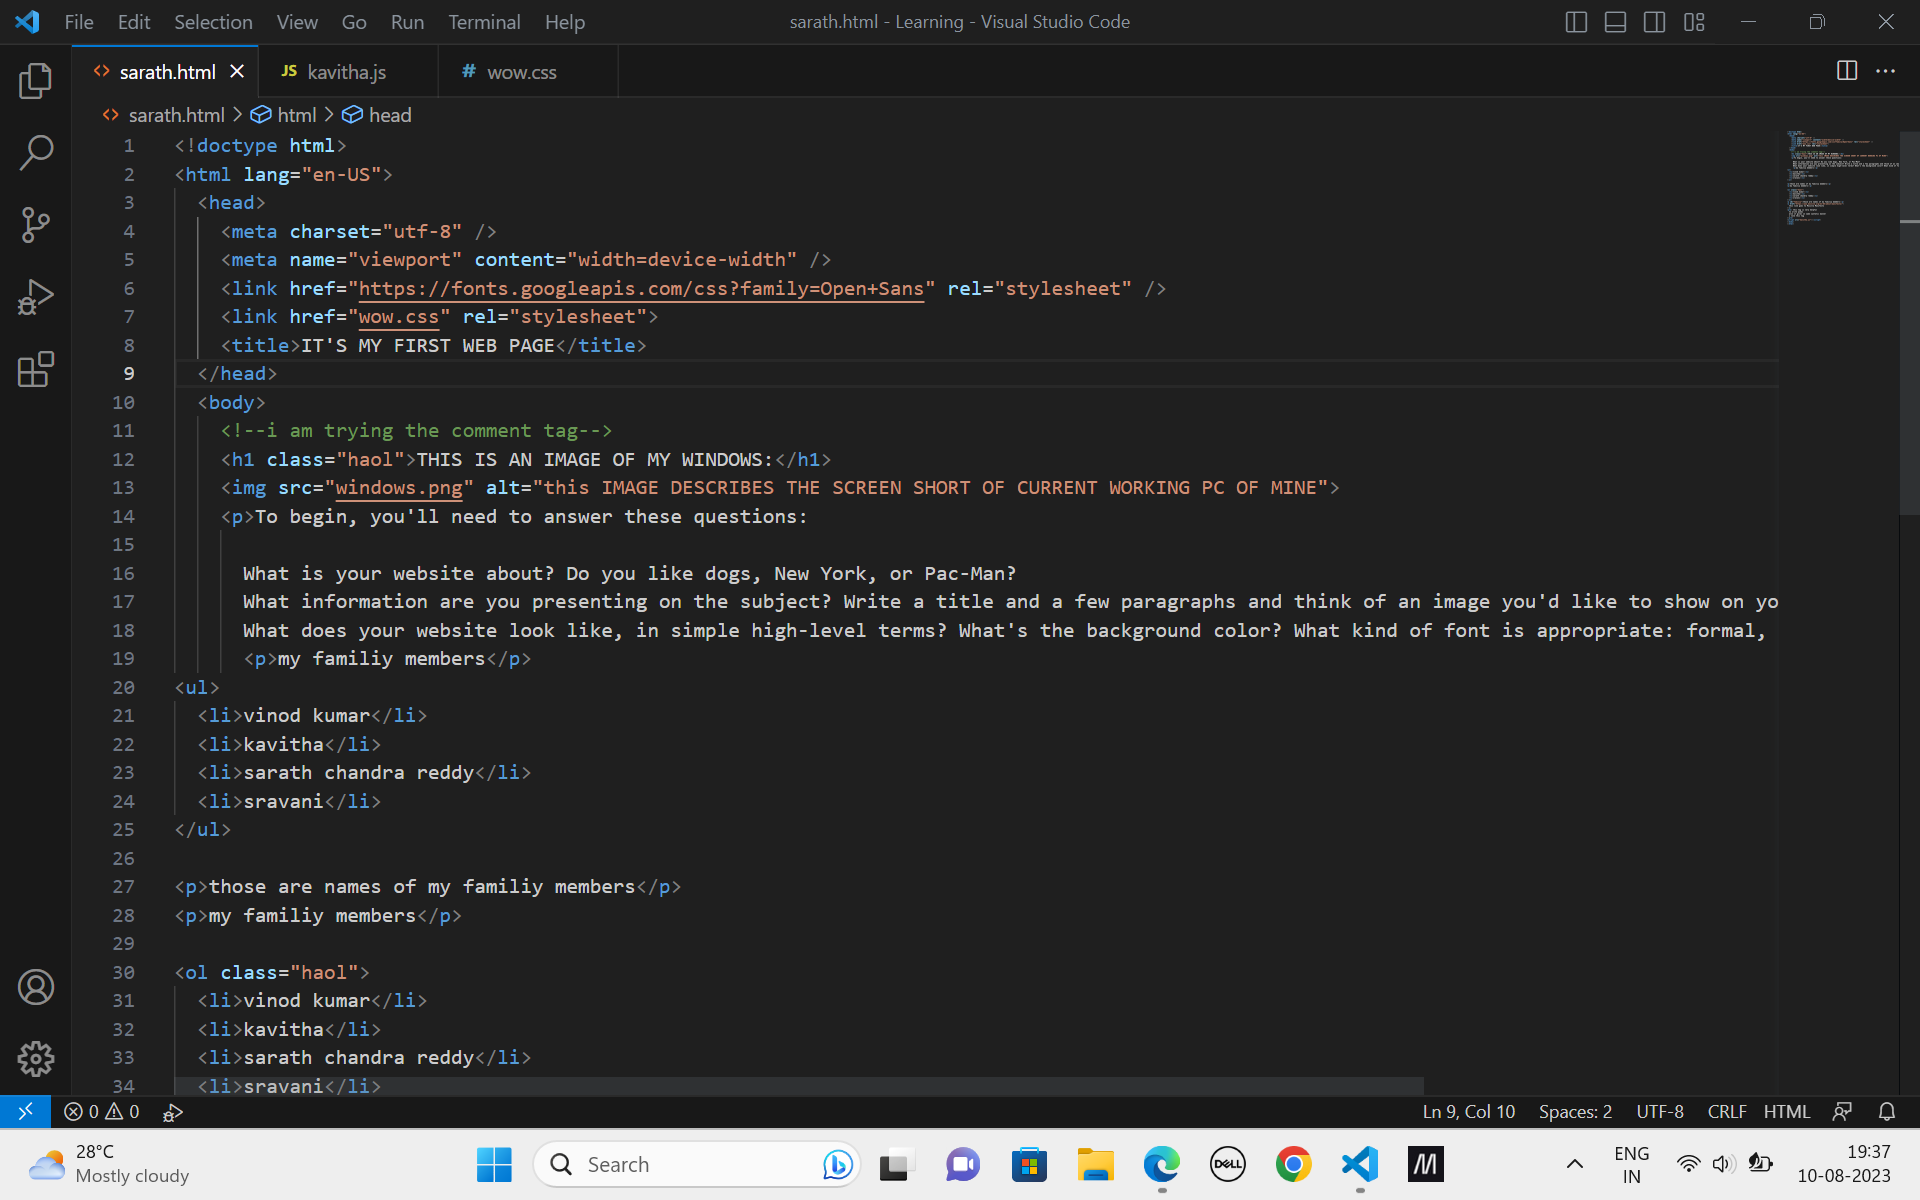 File Edit Selection View Go Run Terminal Help
sarath.html - Learning - Visual Studio Code
<> sarath.html
JS kavitha.js
# wow.css
<> sarath.html > html > head
1 <!doctype html>
2 <html lang="en-US">
3 <head>
4 <meta charset="utf-8" />
5 <meta name="viewport" content="width=device-width" />
6 <link href="https://fonts.googleapis.com/css?family=Open+Sans" rel="stylesheet" />
7 <link href="wow.css" rel="stylesheet">
8 <title>IT'S MY FIRST WEB PAGE</title>
9 </head>
10 <body>
11 <!--i am trying the comment tag-->
12 <h1 class="haol">THIS IS AN IMAGE OF MY WINDOWS:</h1>
13 <img src="windows.png" alt="this IMAGE DESCRIBES THE SCREEN SHORT OF CURRENT WORKING PC OF MINE">
14 <p>To begin, you'll need to answer these questions:
15
16 What is your website about? Do you like dogs, New York, or Pac-Man?
17 What information are you presenting on the subject? Write a title and a few paragraphs and think of an image you'd like to show on yo
18 What does your website look like, in simple high-level terms? What's the background color? What kind of font is appropriate: formal,
19 <p>my familiy members</p>
20 <ul>
21 <li>vinod kumar</li>
22 <li>kavitha</li>
23 <li>sarath chandra reddy</li>
24 <li>sravani</li>
25 </ul>
26
27 <p>those are names of my familiy members</p>
28 <p>my familiy members</p>
29
30 <ol class="haol">
31 <li>vinod kumar</li>
32 <li>kavitha</li>
33 <li>sarath chandra reddy</li>
34 <li>sravani</li>
0 0
Ln 9, Col 10 Spaces: 2 UTF-8 CRLF HTML
28°C
Mostly cloudy
Search
DELL
ENG
IN
19:37
10-08-2023